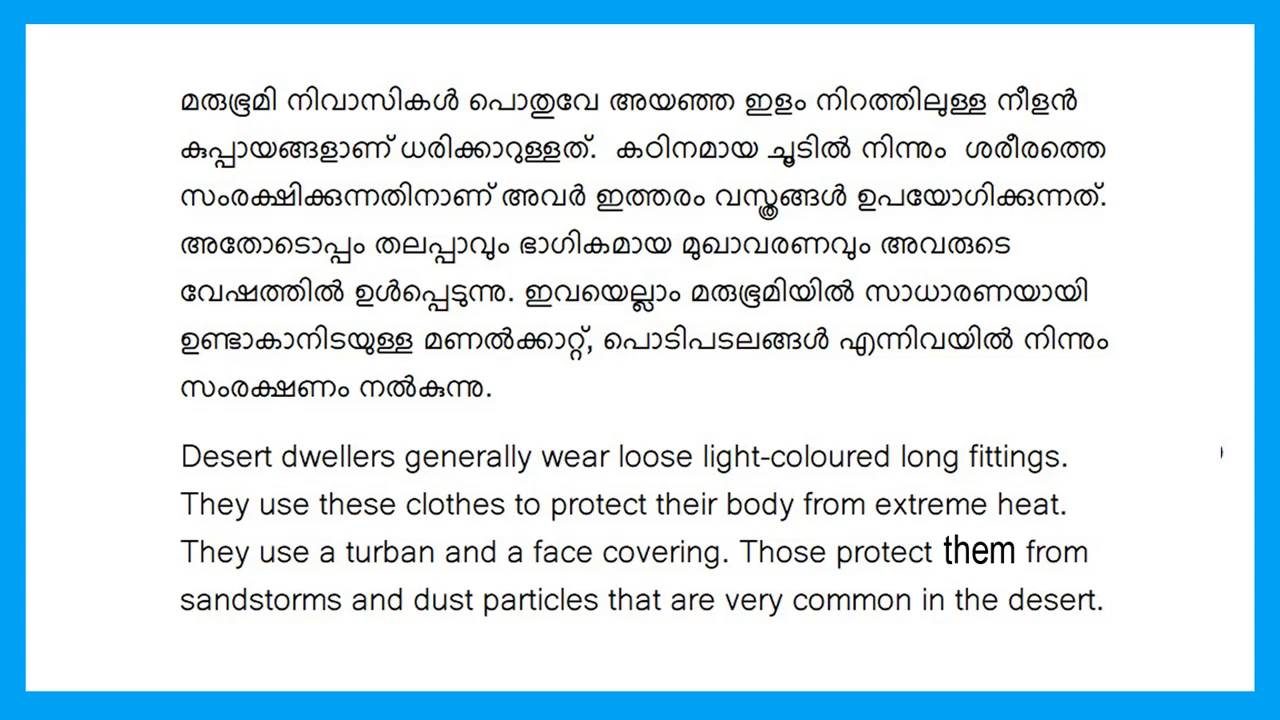 മരുഭൂമി നിവാസികൾ പൊതുവേ അയഞ്ഞ ഇളം നിറത്തിലുള്ള നീളൻ
കുപ്പായങ്ങളാണ് ധരിക്കാറുള്ളത്. കഠിനമായ ചൂടിൽ നിന്നും ശരീരത്തെ
സംരക്ഷിക്കുന്നതിനാണ് അവർ ഇത്തരം വസ്ത്രങ്ങൾ ഉപയോഗിക്കുന്നത്.
അതോടൊപ്പം തലപ്പാവും ഭാഗികമായ മുഖാവരണവും അവരുടെ
വേഷത്തിൽ ഉൾപ്പെടുന്നു. ഇവയെല്ലാം മരുഭൂമിയിൽ സാധാരണയായി
ഉണ്ടാകാനിടയുള്ള മണൽക്കാറ്റ്, പൊടിപടലങ്ങൾ എന്നിവയിൽ നിന്നും
സംരക്ഷണം നൽകുന്നു.
Desert dwellers generally wear loose light-coloured long fittings.
They use these clothes to protect their body from extreme heat.
They use a turban and a face covering. Those protect them from
sandstorms and dust particles that are very common in the desert.